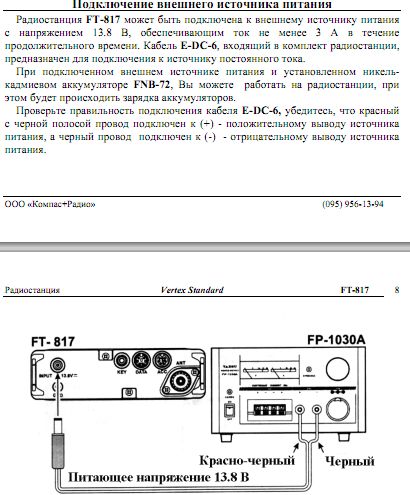 Подключение внешнего источника питания
Радиостанция FT-817 может быть подключена к внешнему источнику питания
с напряжением 13.8 В, обеспечивающим ток не менее 3 А в течение
продолжительного времени. Кабель E-DC-6, входящий в комплект радиостанции,
предназначен для подключения к источнику постоянного тока.
При подключенном внешнем источнике питания и установленном никель-
кадмиевом аккумуляторе FNB-72, Вы можете работать на радиостанции, при
этом будет происходить зарядка аккумуляторов.
Проверьте правильность подключения кабеля E-DC-6, убедитесь, что красный
с черной полосой провод подключен к (+) - положительному выводу источника
питания, а черный провод подключен к (-) - отрицательному выводу источника
питания.
ООО «Компас+Радио» (095) 956-13-94
Радиостанция Vertex Standard FT-817 8
FT- 817 FP-1030A
KEY DATA ACC ANT
INPUT 13.8V
GND
YAESU
Красно-черный Черный
Питающее напряжение 13.8 В